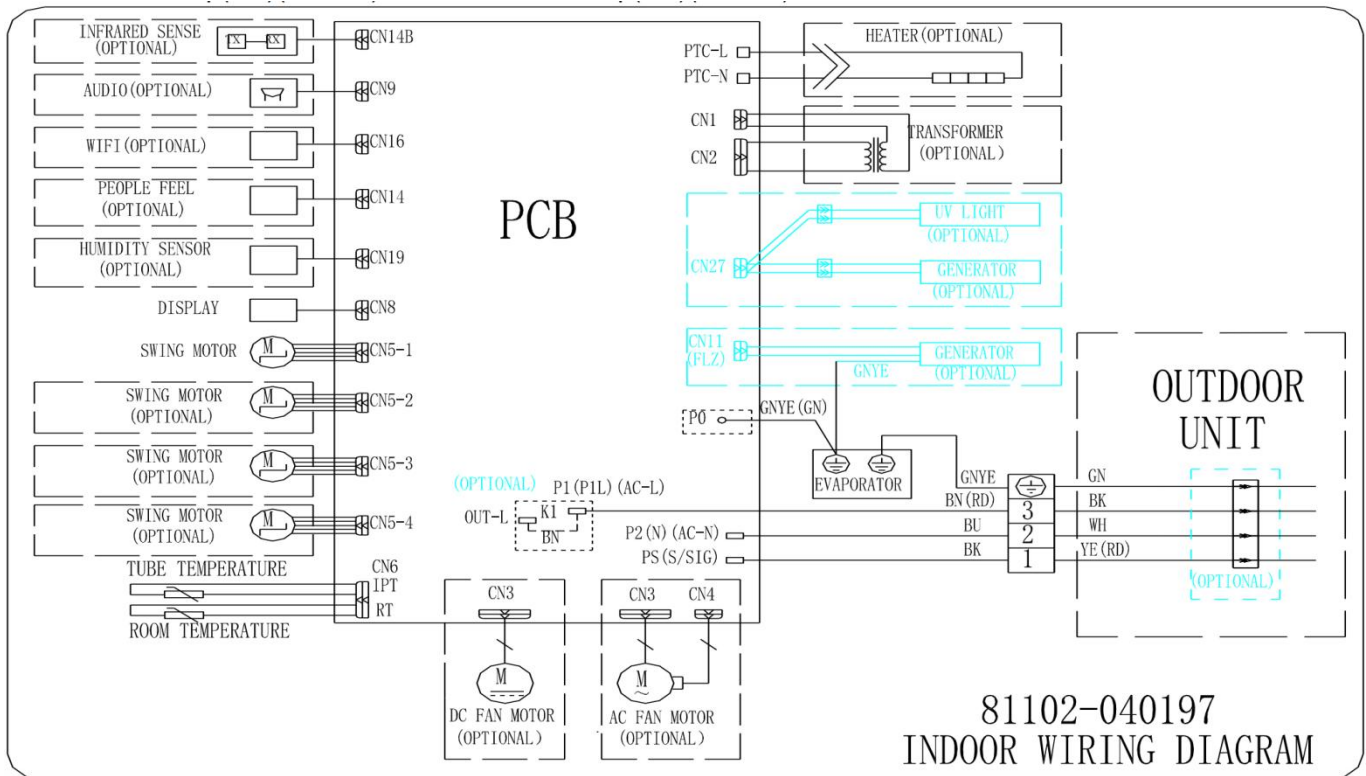 INFRARED SENSE
(OPTIONAL)
TX
RX
CN14B
AUDIO(OPTIONAL)
CN9
WIFI(OPTIONAL)
CN16
PEOPLE FEEL
(OPTIONAL)
CN14
HUMIDITY SENSOR
(OPTIONAL)
CN19
DISPLAY
CN8
SWING MOTOR
M
CN5-1
SWING MOTOR
(OPTIONAL)
M
CN5-2
SWING MOTOR
(OPTIONAL)
M
CN5-3
SWING MOTOR
(OPTIONAL)
M
CN5-4
TUBE TEMPERATURE
CN6
IPT
RT
ROOM TEMPERATURE
PCB
PTC-L
PTC-N
HEATER(OPTIONAL)
CN1
CN2
TRANSFORMER
(OPTIONAL)
CN27
UV LIGHT
(OPTIONAL)
GENERATOR
(OPTIONAL)
CN11
(FLZ)
GENERATOR
(OPTIONAL)
GNYE
P0
GNYE(GN)
EVAPORATOR
(OPTIONAL)
P1(P1L)(AC-L)
OUT-L
K1
BN
P2(N)(AC-N)
PS(S/SIG)
GNYE
BN(RD)
BU
BK
3
2
1
GN
BK
WH
YE(RD)
OUTDOOR
UNIT
(OPTIONAL)
CN3
M
DC FAN MOTOR
(OPTIONAL)
CN3
CN4
M
~
AC FAN MOTOR
(OPTIONAL)
81102-040197
INDOOR WIRING DIAGRAM